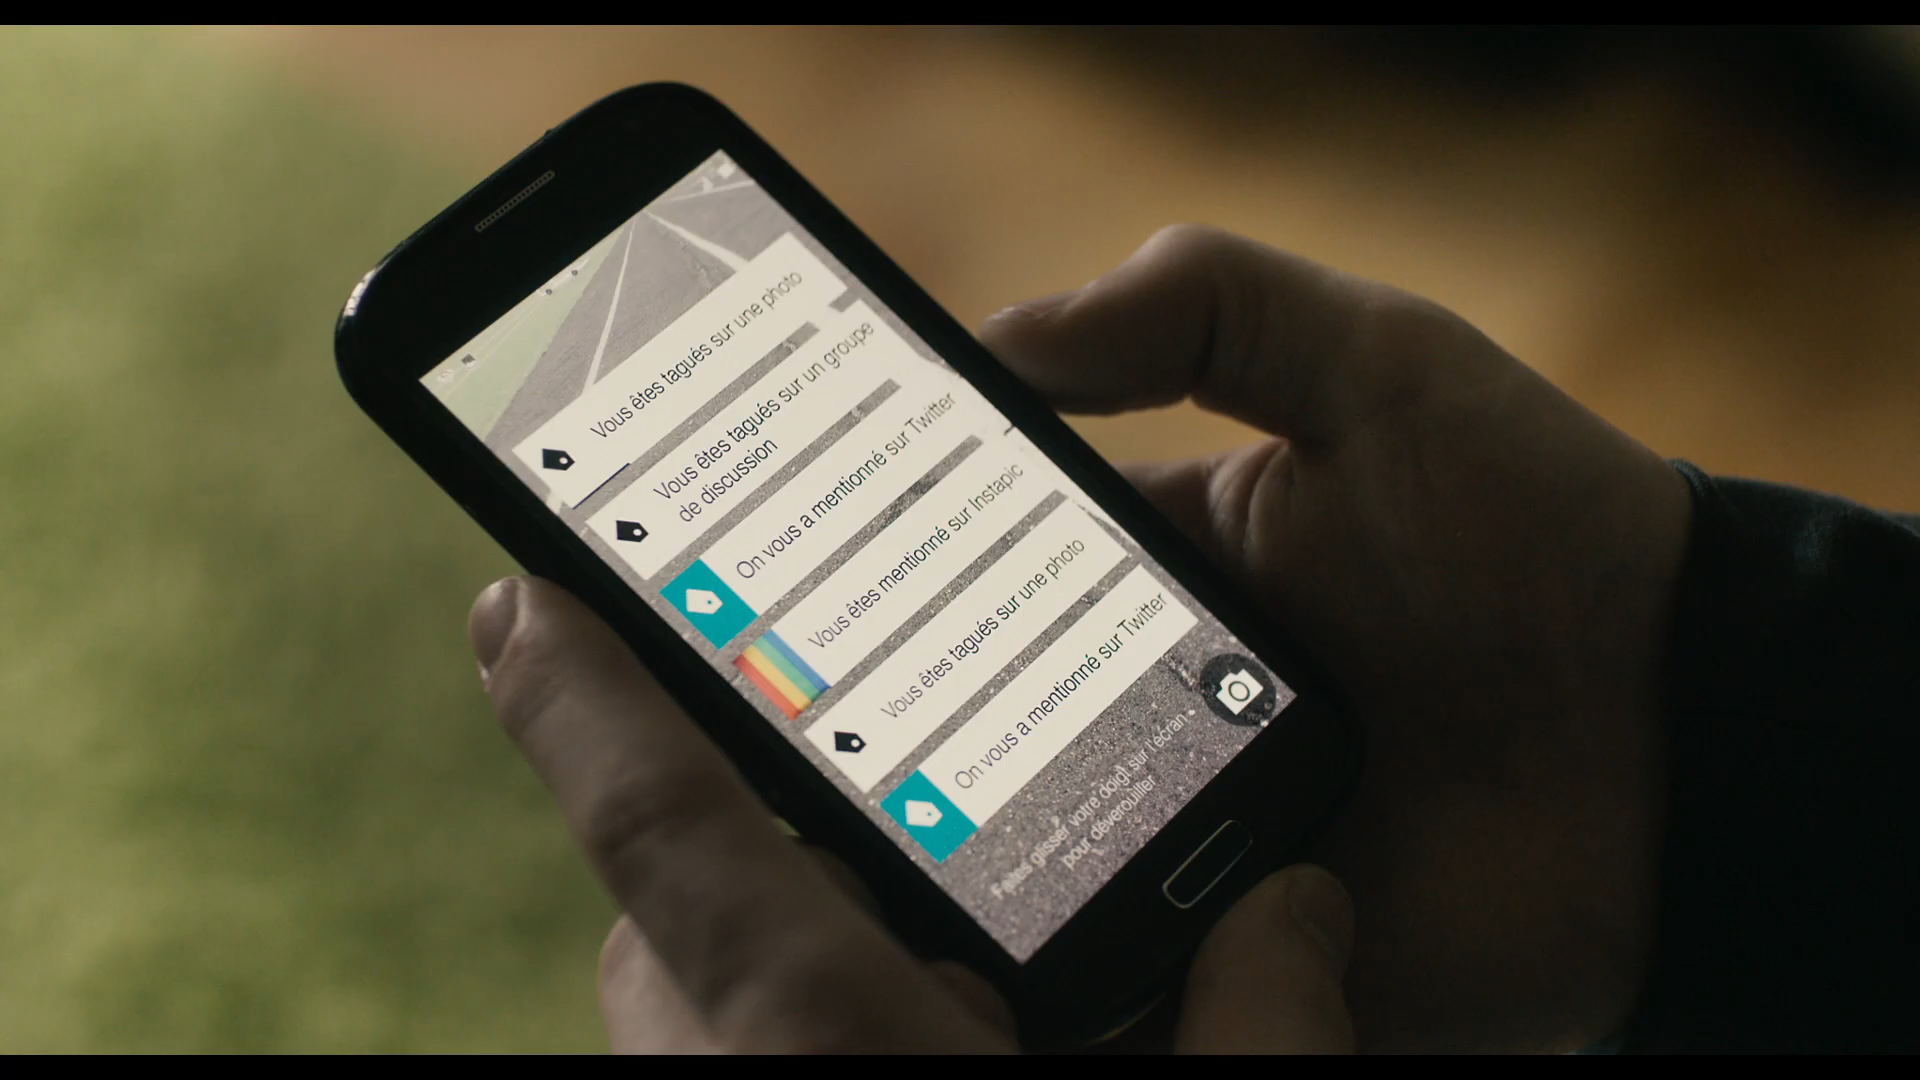 Vous êtes tagués sur une photo
Vous êtes tagués sur un groupe
de discussion
On vous a mentionné sur Twitter
Vous êtes mentionné sur Instapic
Vous êtes tagués sur une photo
On vous a mentionné sur Twitter
Faites glisser votre doigt sur l'écran
pour déverouiller